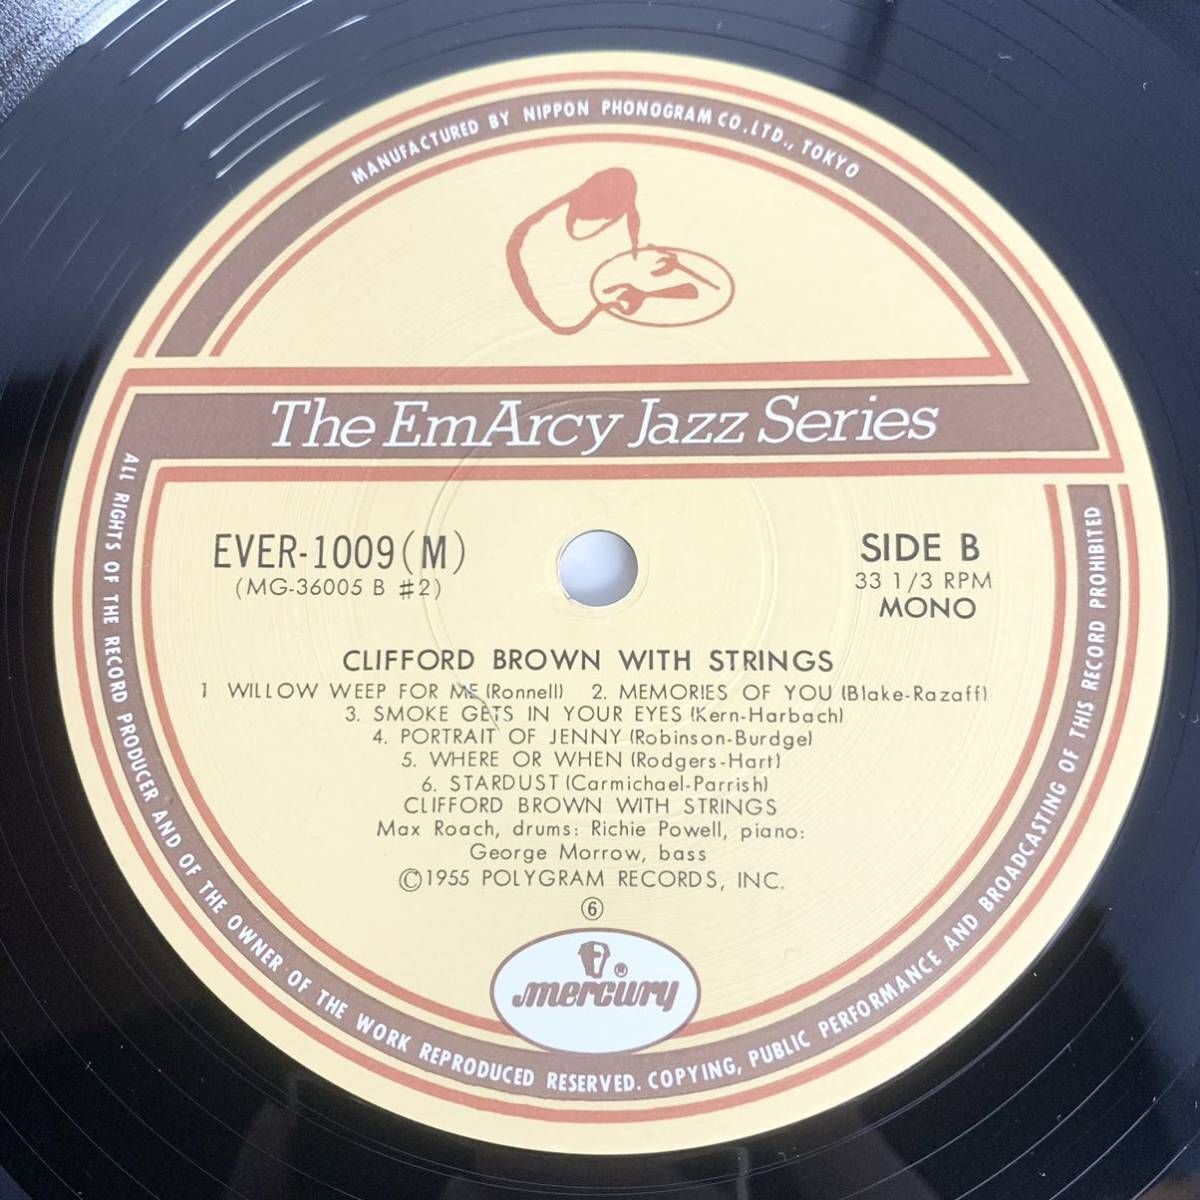 MANUFACTURED BY NIPPON PHONOGRAM CO., LTD., TOKYO
The EmArcy Jazz Series
EVER-1009(M)
(MG-36005 B #2)
SIDE B
33 1/3 RPM
MONO
CLIFFORD BROWN WITH STRINGS
1 WILLOW WEEP FOR ME (Ronnell) 2. MEMORIES OF YOU (Blake-Razaff)
3. SMOKE GETS IN YOUR EYES (Kern-Harbach)
4. PORTRAIT OF JENNY (Robinson-Burdge)
5. WHERE OR WHEN (Rodgers-Hart)
6. STARDUST (Carmichael-Parrish)
CLIFFORD BROWN WITH STRINGS
Max Roach, drums: Richie Powell, piano:
George Morrow, bass
©1955 POLYGRAM RECORDS, INC.
⑥
mercury®
ALL RIGHTS OF THE RECORD PRODUCER AND OF THE OWNER OF THE WORK REPRODUCED RESERVED. COPYING, PUBLIC PERFORMANCE AND BROADCASTING OF THIS RECORD PROHIBITED